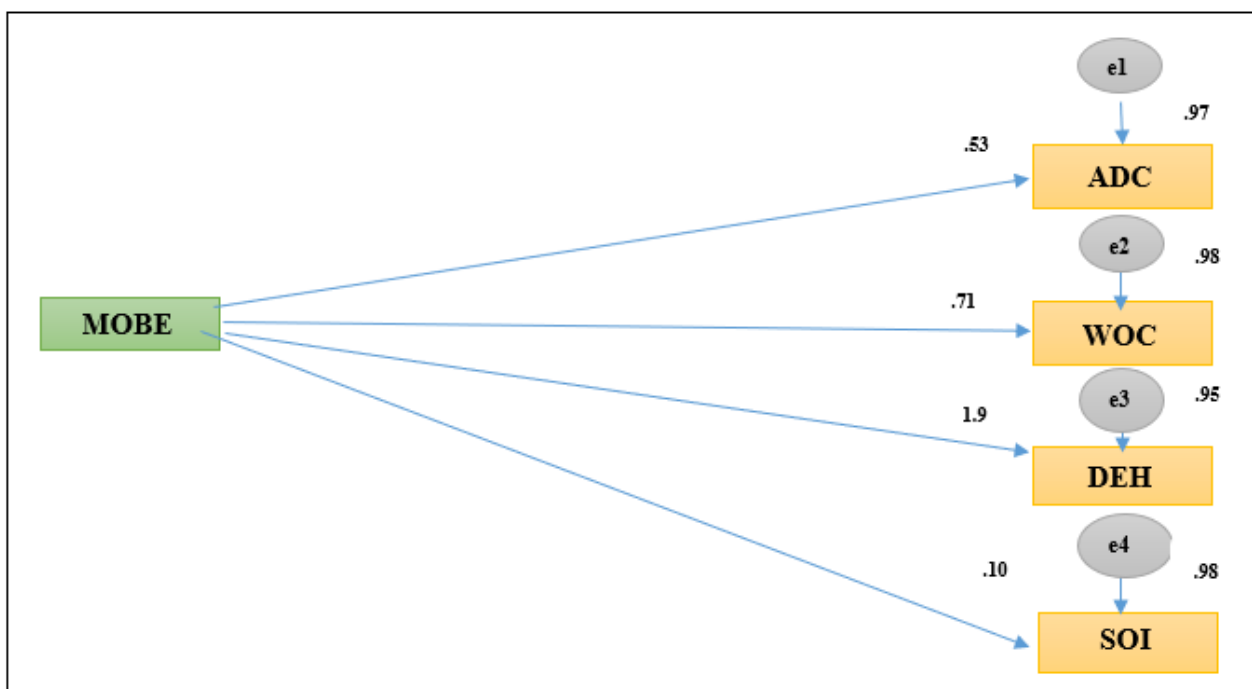 e1
.97
.53
ADC
e2
.98
MOBE
.71
WOC
e3
.95
1.9
DEH
e4
.10
.98
SOI